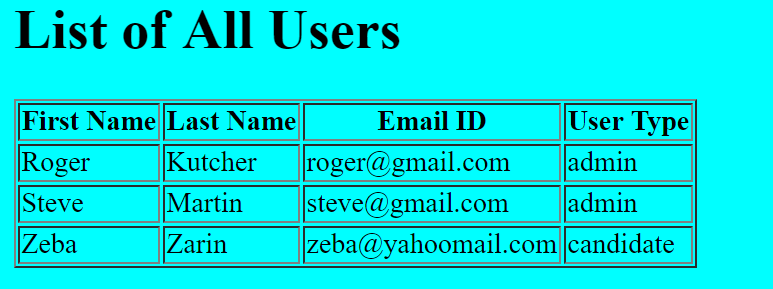 List of All Users
First Name Last Name Email ID User Type
Roger Kutcher roger@gmail.com admin
Steve Martin steve@gmail.com admin
Zeba Zarin zeba@yahoomail.com candidate